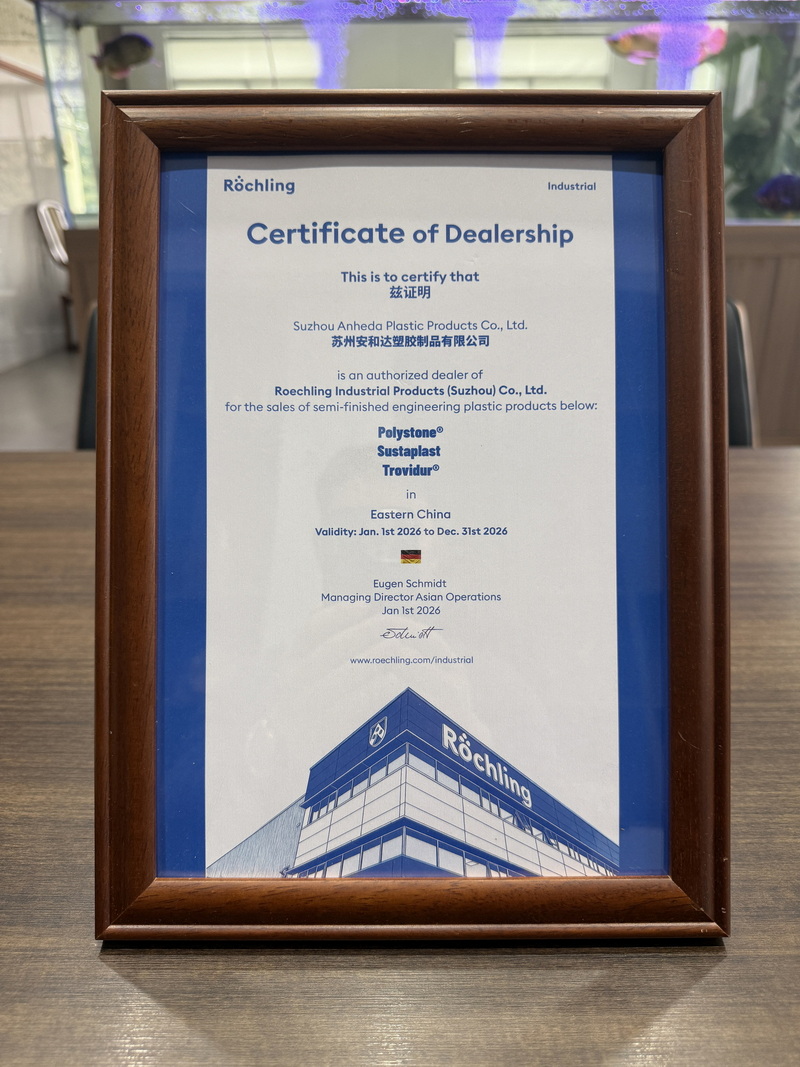 Röchling
Industrial
Certificate of Dealership
This is to certify that
兹证明
Suzhou Anheda Plastic Products Co., Ltd.
苏州安和达塑胶制品有限公司
is an authorized dealer of
Roechling Industrial Products (Suzhou) Co., Ltd.
for the sales of semi-finished engineering plastic products below:
Polystone®
Sustaplast
Trovidur®
in
Eastern China
Validity: Jan. 1st 2026 to Dec. 31st 2026
Eugen Schmidt
Managing Director Asian Operations
Jan 1st 2026
www.roechling.com/industrial
Röchling